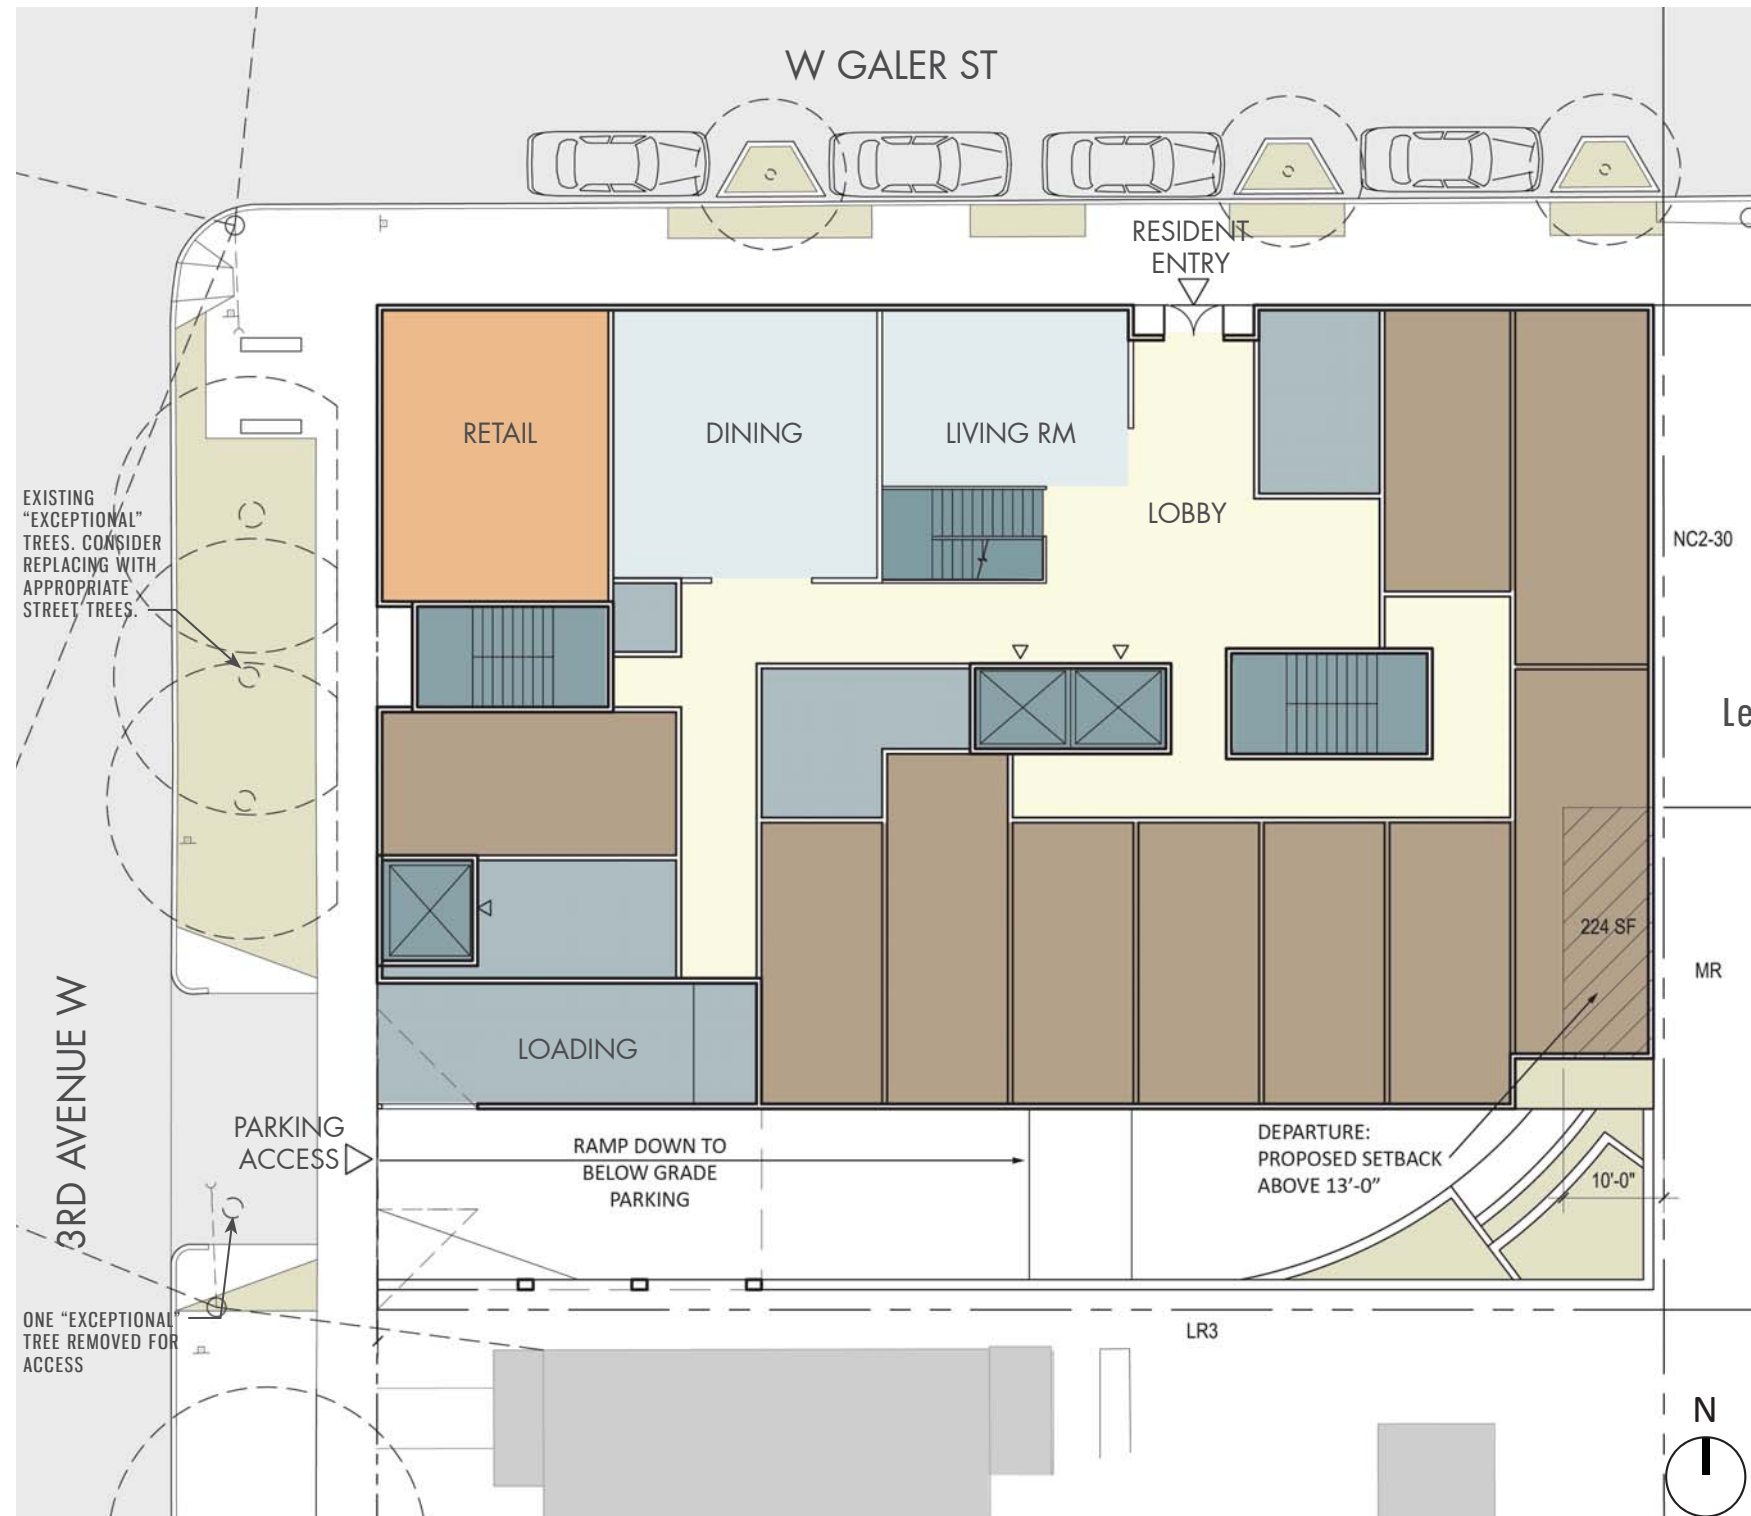 W GALER ST
RESIDENT
ENTRY
RETAIL
DINING
LIVING RM
LOBBY
EXISTING
“EXCEPTIONAL”
TREES. CONSIDER
REPLACING WITH
APPROPRIATE
STREET TREES.
NC2-30
Le
224 SF
MR
3RD AVENUE W
LOADING
PARKING
ACCESS
RAMP DOWN TO
BELOW GRADE
PARKING
DEPARTURE:
PROPOSED SETBACK
ABOVE 13’-0”
10'-0"
ONE “EXCEPTIONAL”
TREE REMOVED FOR
ACCESS
LR3
N